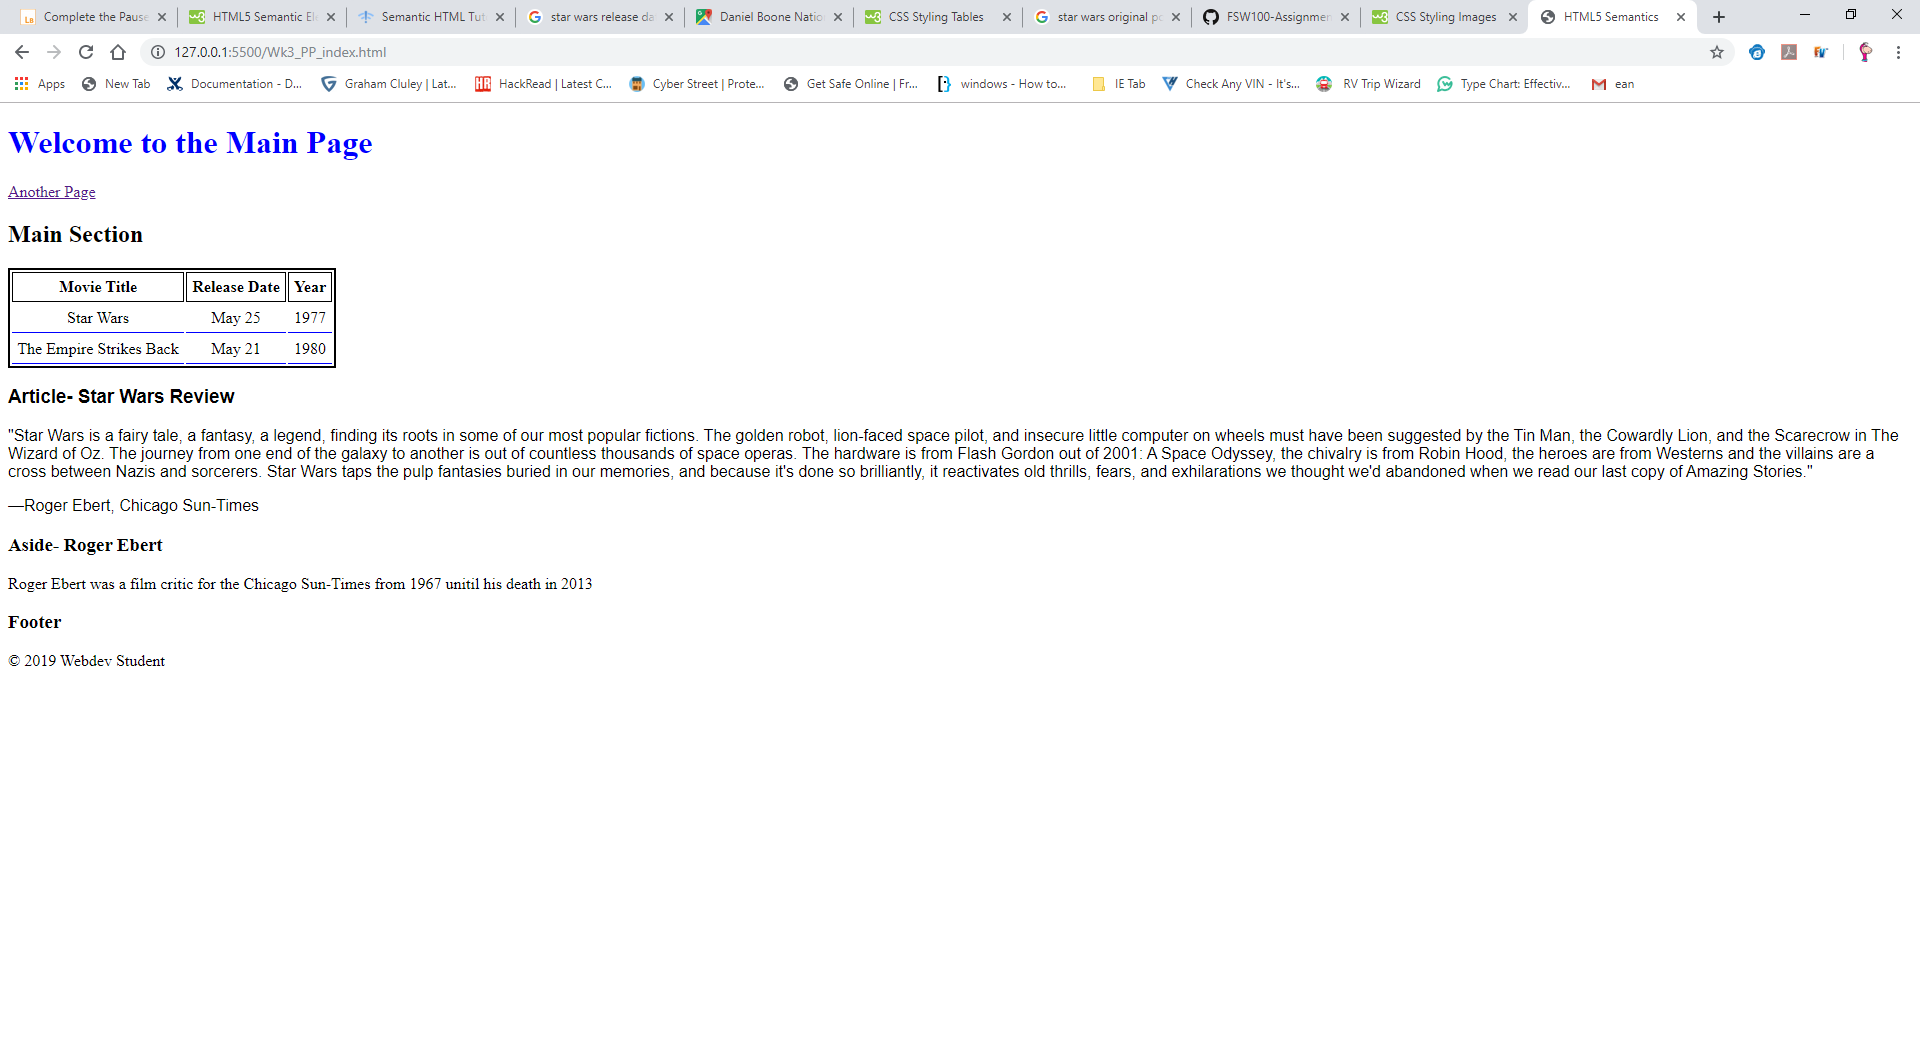 Complete the Pause
HTML5 Semantic El
Semantic HTML Tut
star wars release da
Daniel Boone Natio
CSS Styling Tables
star wars original po
FSW100-Assignmen
CSS Styling Images
HTML5 Semantics
127.0.0.1:5500/Wk3_PP_index.html
Apps New Tab Documentation - D... Graham Cluley | Lat... HackRead | Latest C... Cyber Street | Prote... Get Safe Online | Fr... windows - How to... IE Tab Check Any VIN - It's... RV Trip Wizard Type Chart: Effectiv... ean
Welcome to the Main Page
Another Page
Main Section
Movie Title Release Date Year
Star Wars May 25 1977
The Empire Strikes Back May 21 1980
Article- Star Wars Review
"Star Wars is a fairy tale, a fantasy, a legend, finding its roots in some of our most popular fictions. The golden robot, lion-faced space pilot, and insecure little computer on wheels must have been suggested by the Tin Man, the Cowardly Lion, and the Scarecrow in The
Wizard of Oz. The journey from one end of the galaxy to another is out of countless thousands of space operas. The hardware is from Flash Gordon out of 2001: A Space Odyssey, the chivalry is from Robin Hood, the heroes are from Westerns and the villains are a
cross between Nazis and sorcerers. Star Wars taps the pulp fantasies buried in our memories, and because it's done so brilliantly, it reactivates old thrills, fears, and exhilarations we thought we'd abandoned when we read our last copy of Amazing Stories."
—Roger Ebert, Chicago Sun-Times
Aside- Roger Ebert
Roger Ebert was a film critic for the Chicago Sun-Times from 1967 unitil his death in 2013
Footer
© 2019 Webdev Student